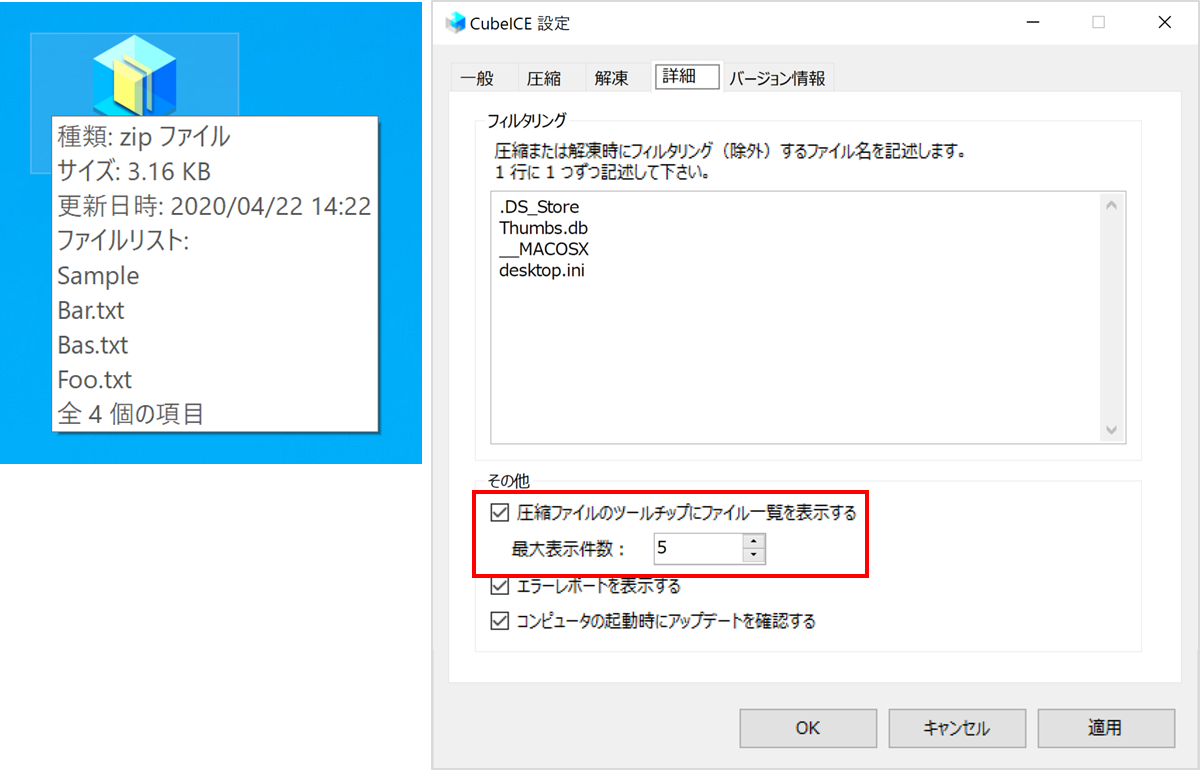 種類: zip ファイル
サイズ: 3.16 KB
更新日時: 2020/04/22 14:22
ファイルリスト:
Sample
Bar.txt
Bas.txt
Foo.txt
全 4 個の項目
CubeICE 設定
一般
圧縮
解凍
詳細
バージョン情報
フィルタリング
圧縮または解凍時にフィルタリング（除外）するファイル名を記述します。
1 行に 1 つずつ記述して下さい。
.DS_Store
Thumbs.db
__MACOSX
desktop.ini
その他
圧縮ファイルのツールチップにファイル一覧を表示する
最大表示件数：
5
エラーレポートを表示する
コンピュータの起動時にアップデートを確認する
OK
キャンセル
適用